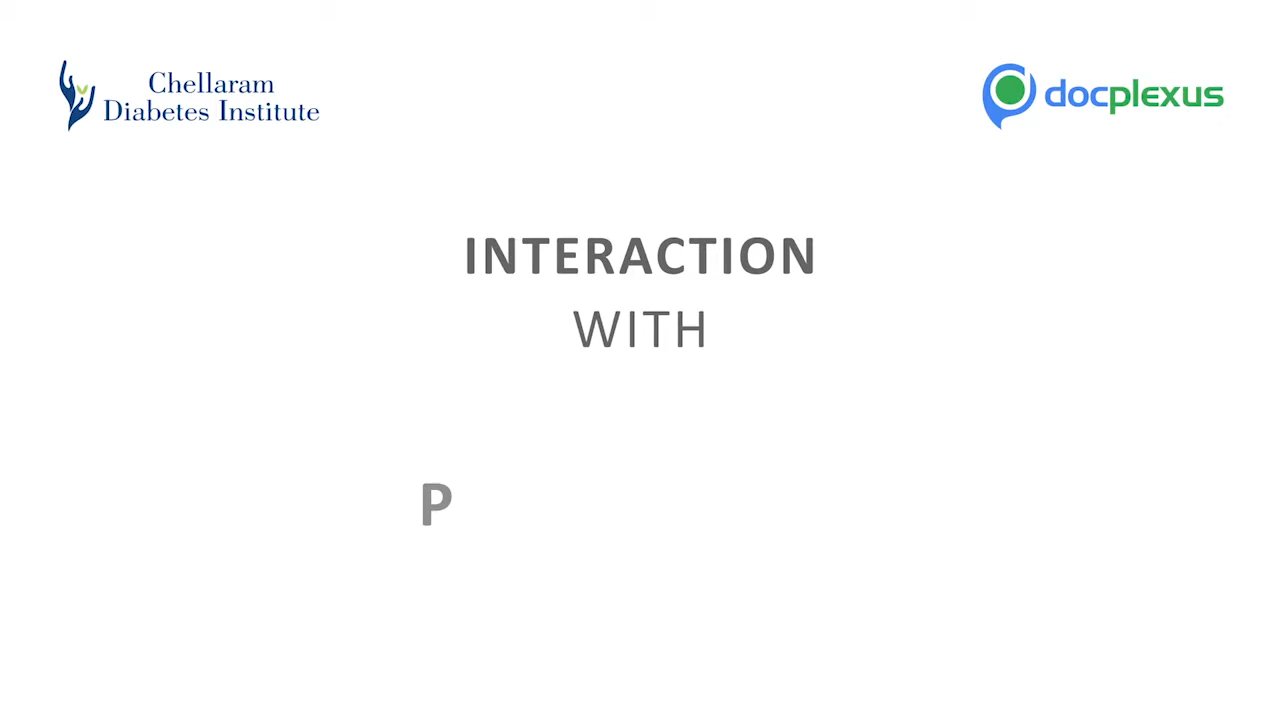 Chellaram
Diabetes Institute
docplexus
INTERACTION
WITH
P